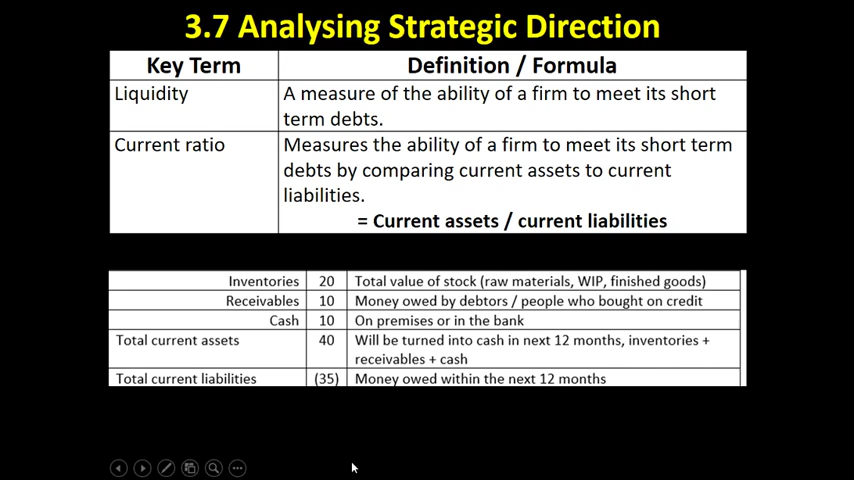 3.7 Analysing Strategic Direction
Key Term Definition / Formula
Liquidity A measure of the ability of a firm to meet its short
term debts.
Current ratio Measures the ability of a firm to meet its short term
debts by comparing current assets to current
liabilities.
= Current assets / current liabilities
Inventories 20 Total value of stock (raw materials, WIP, finished goods)
Receivables 10 Money owed by debtors / people who bought on credit
Cash 10 On premises or in the bank
Total current assets 40 Will be turned into cash in next 12 months, inventories +
receivables + cash
Total current liabilities (35) Money owed within the next 12 months